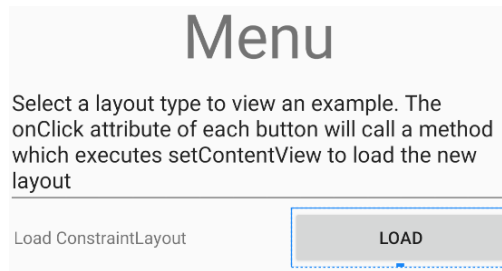 Menu
Select a layout type to view an example. The
onClick attribute of each button will call a method
which executes setContentView to load the new
layout
Load ConstraintLayout LOAD